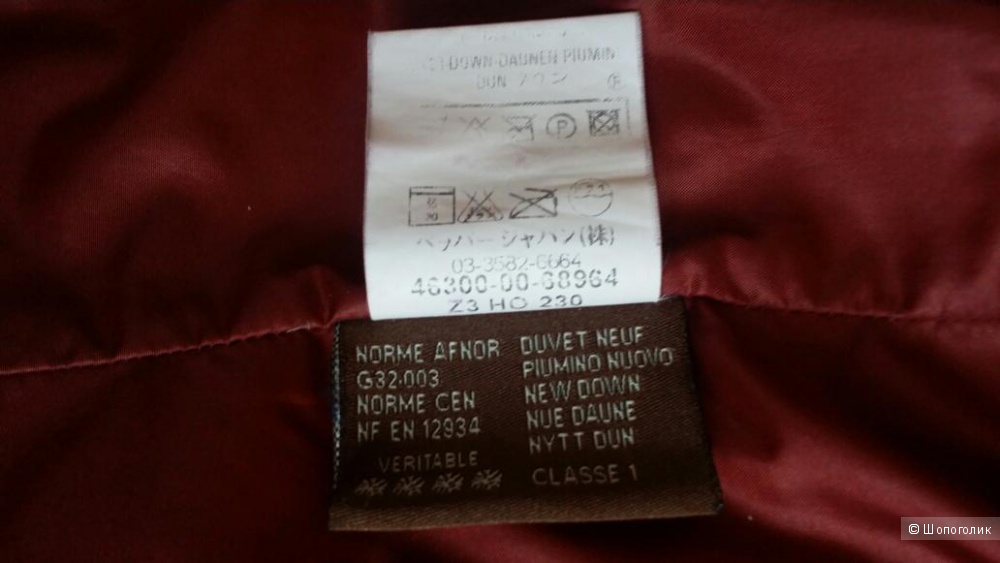 DOWN DAUNEN PIUMIN
DUN ダウン
P
ペッパージャパン(株)
03-3582-6664
46300-00-68964
Z3 HO 230
NORME AFNOR
G32-003
NORME CEN
NF EN 12934
VERITABLE
DUVET NEUF
PIUMINO NUOVO
NEW DOWN
NUE DAUNE
NYTT DUN
CLASSE 1
© Шопоголик